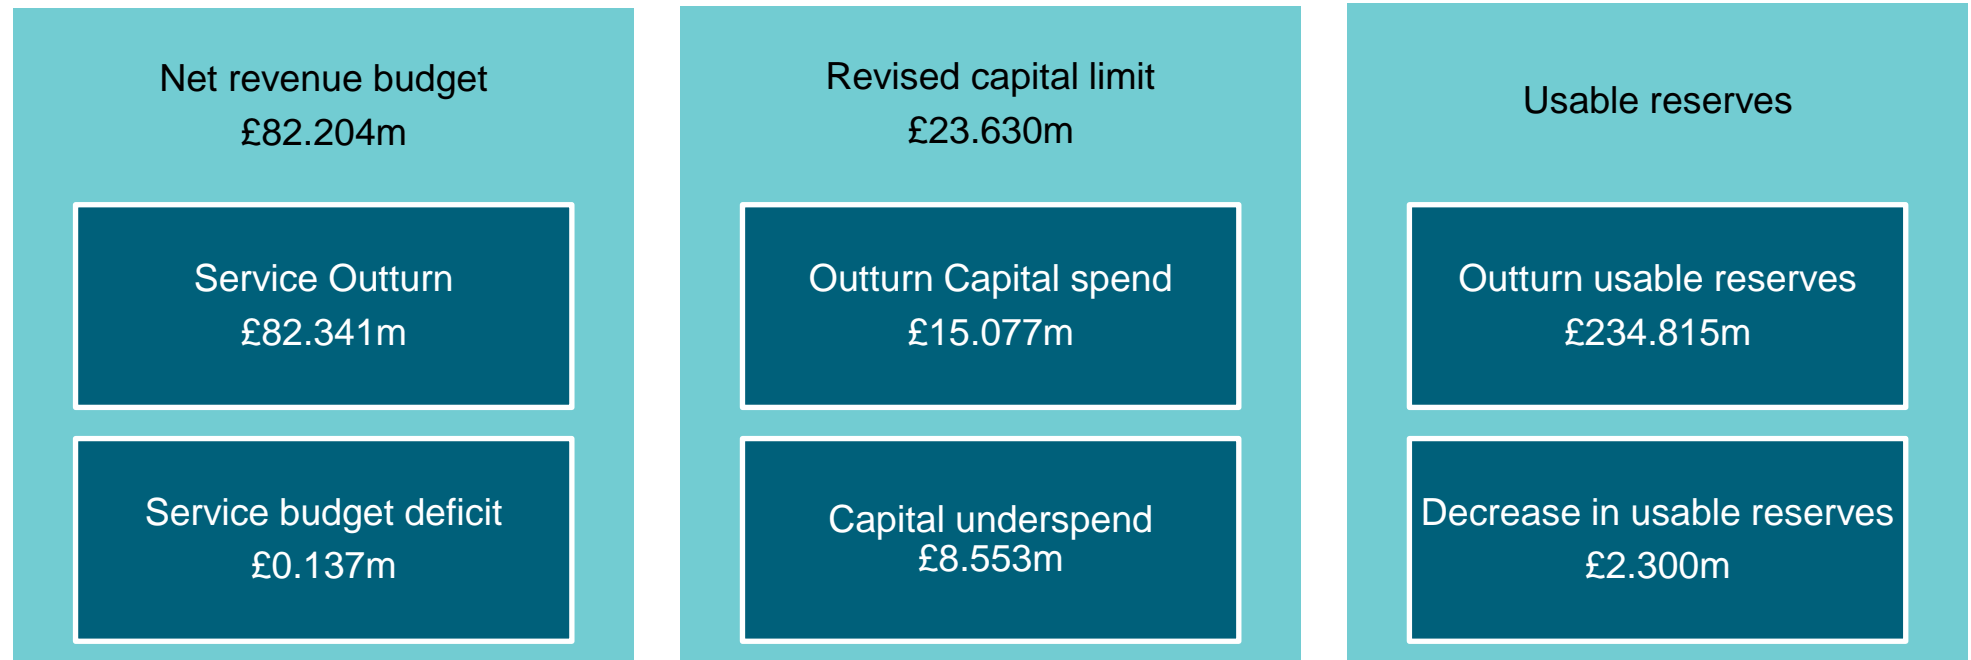 Net revenue budget
£82.204m
Service Outturn
£82.341m
Service budget deficit
£0.137m
Revised capital limit
£23.630m
Outturn Capital spend
£15.077m
Capital underspend
£8.553m
Usable reserves
Outturn usable reserves
£234.815m
Decrease in usable reserves
£2.300m